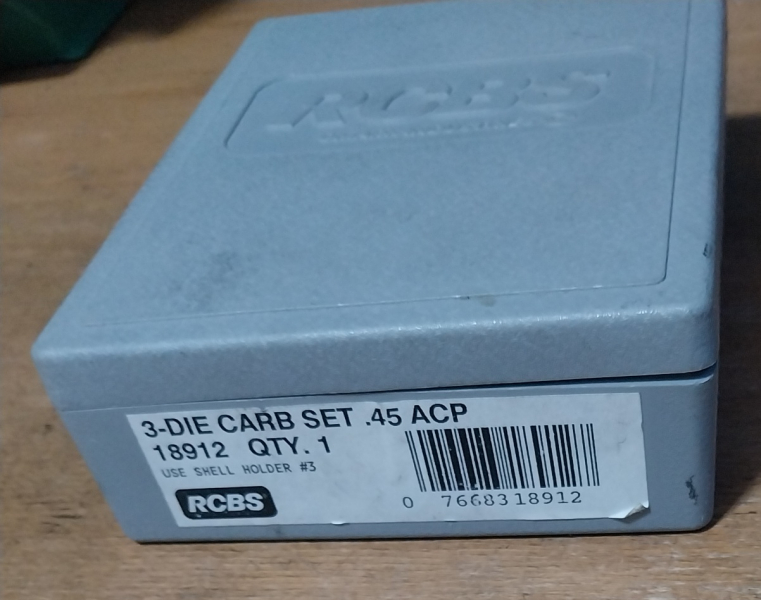 RCBS
3-DIE CARB SET .45 ACP
18912 QTY. 1
USE SHELL HOLDER #3
RCBS
0 7668318912